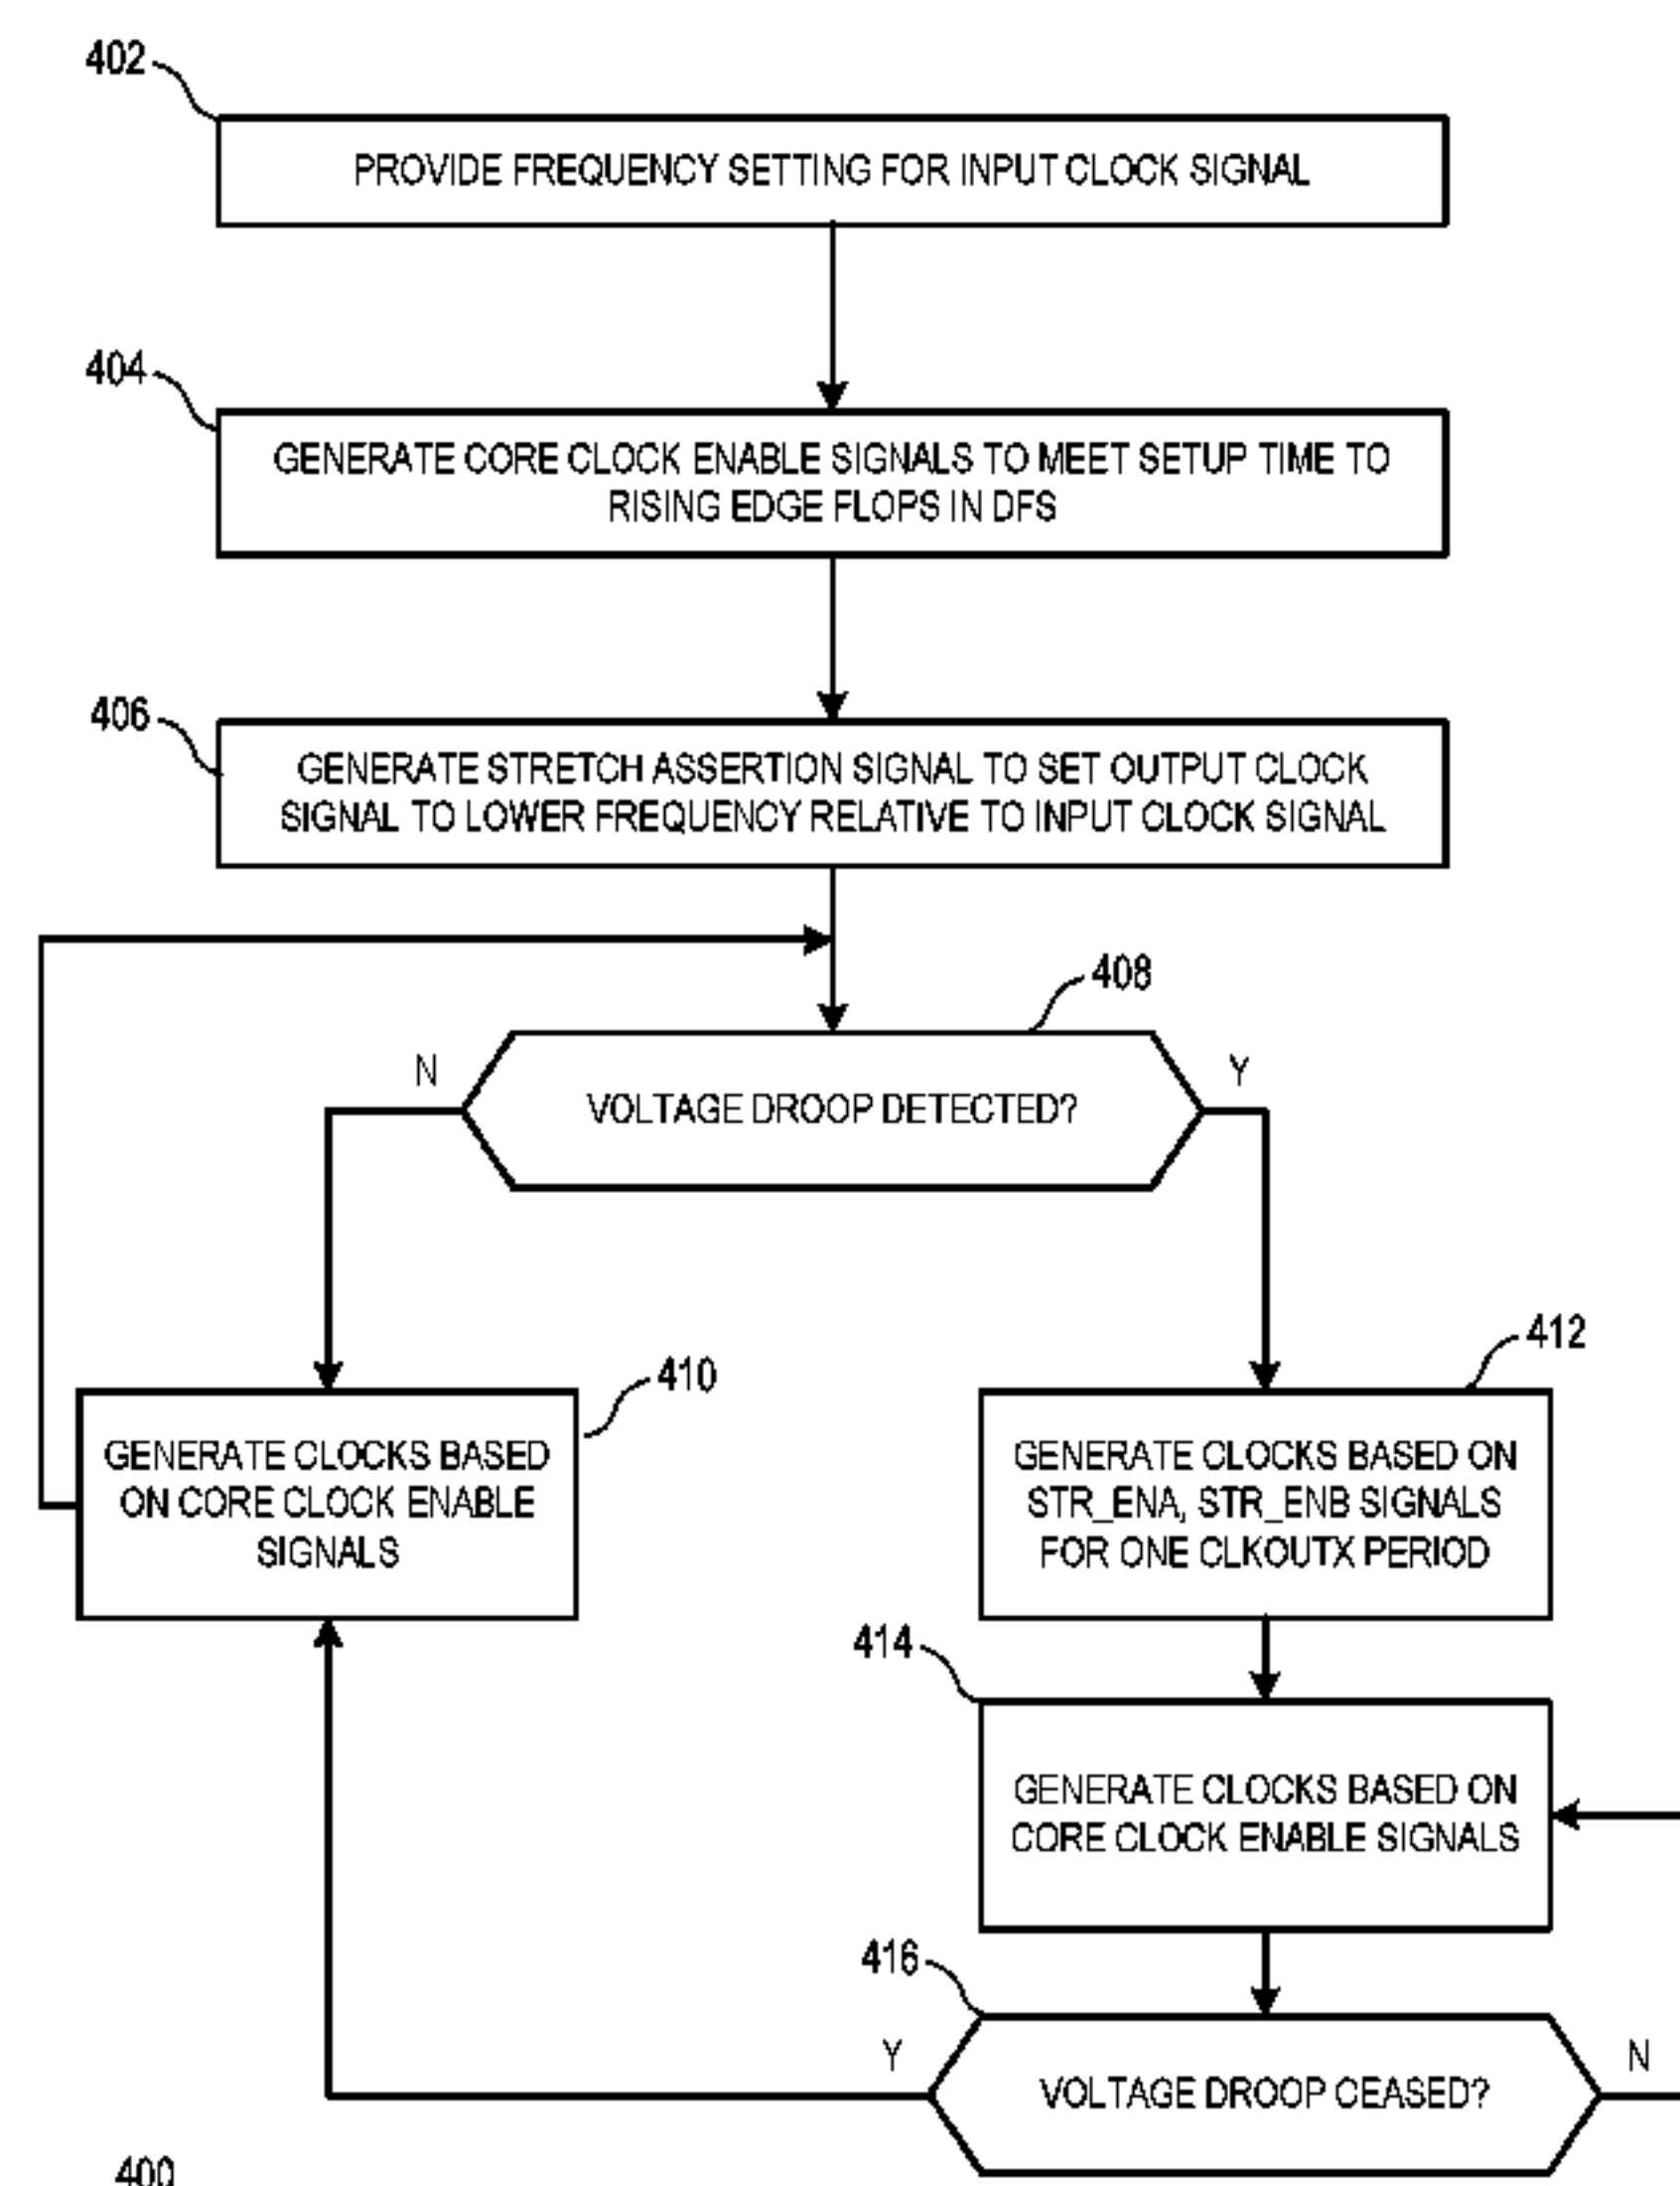 402
PROVIDE FREQUENCY SETTING FOR INPUT CLOCK SIGNAL
404
GENERATE CORE CLOCK ENABLE SIGNALS TO MEET SETUP TIME TO
RISING EDGE FLOPS IN DFS
406
GENERATE STRETCH ASSERTION SIGNAL TO SET OUTPUT CLOCK
SIGNAL TO LOWER FREQUENCY RELATIVE TO INPUT CLOCK SIGNAL
408
N
Y
VOLTAGE DROOP DETECTED?
410
GENERATE CLOCKS BASED
ON CORE CLOCK ENABLE
SIGNALS
412
GENERATE CLOCKS BASED ON
STR_ENA, STR_ENB SIGNALS
FOR ONE CLKOUTX PERIOD
414
GENERATE CLOCKS BASED ON
CORE CLOCK ENABLE SIGNALS
416
Y
N
VOLTAGE DROOP CEASED?
400